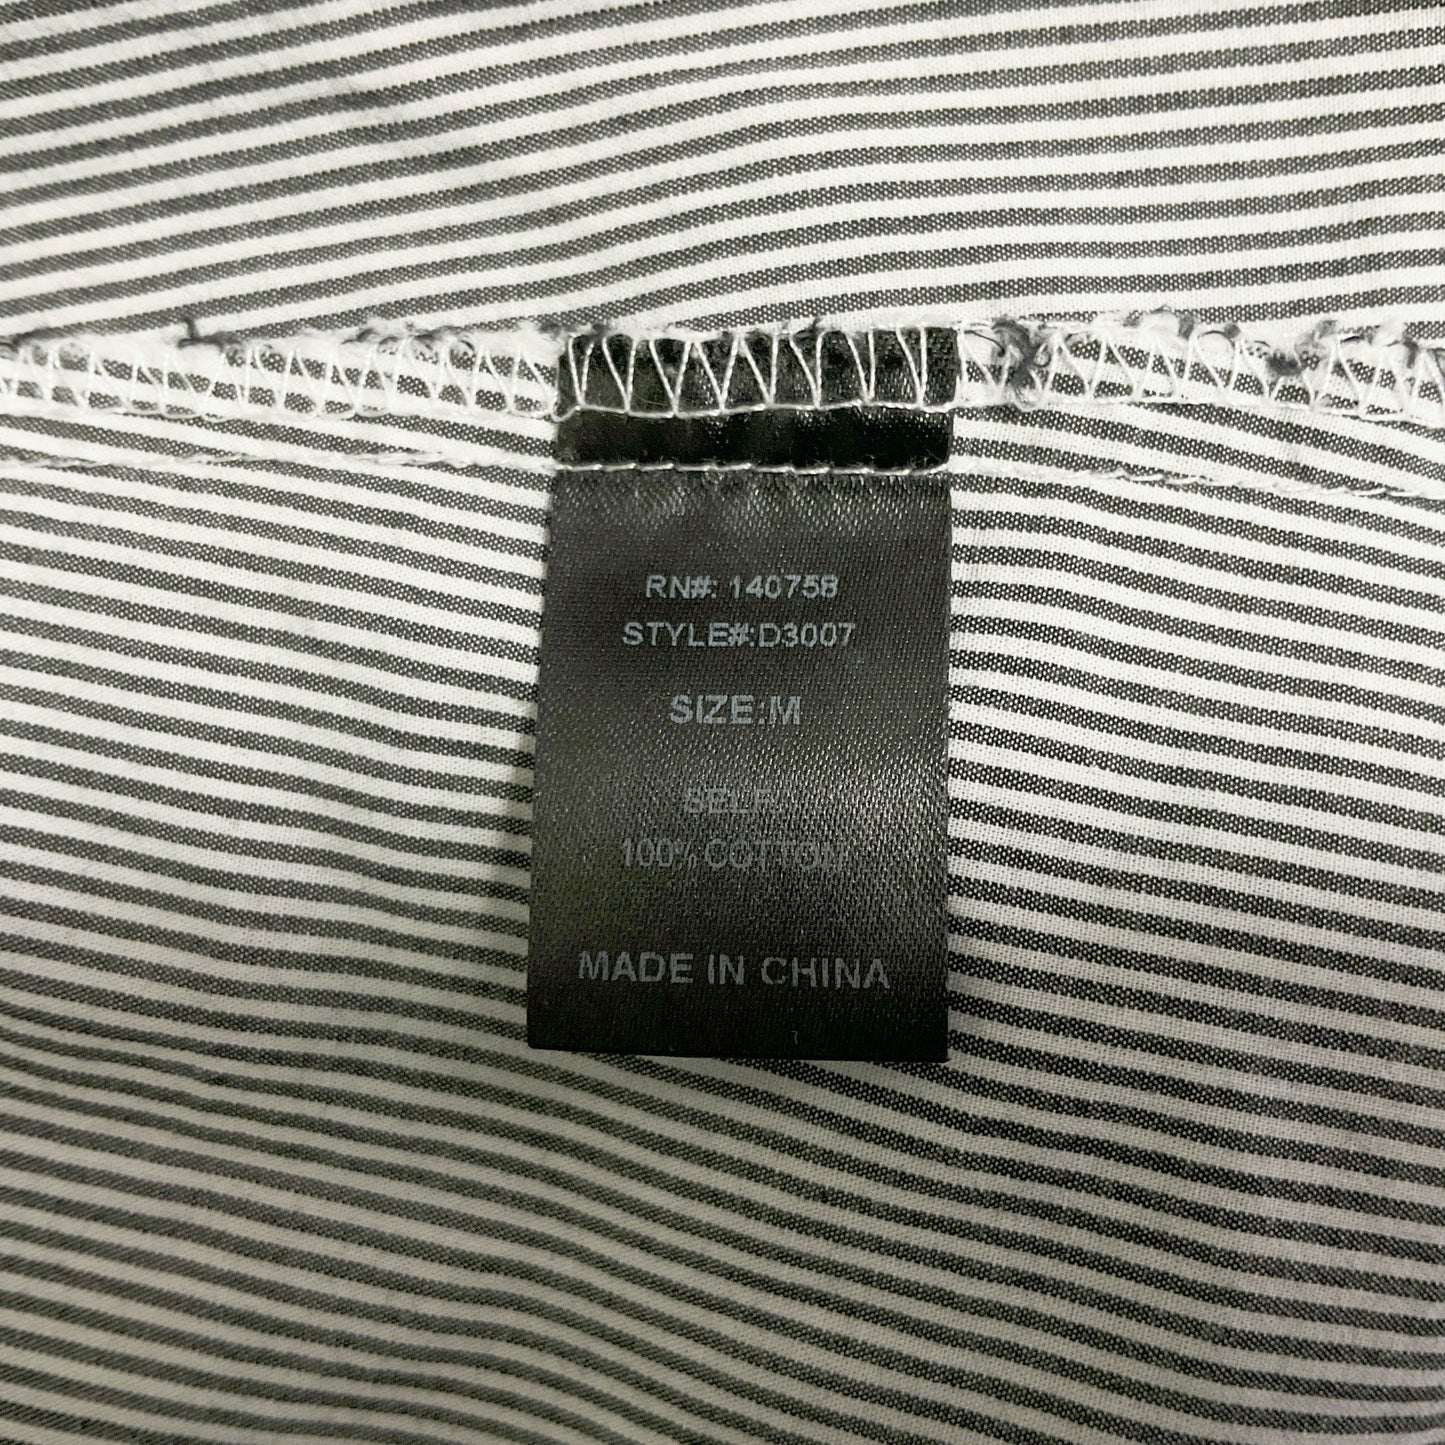 RN#: 140758
STYLE#:D3007
SIZE:M
SELF:
100% COTTON
MADE IN CHINA